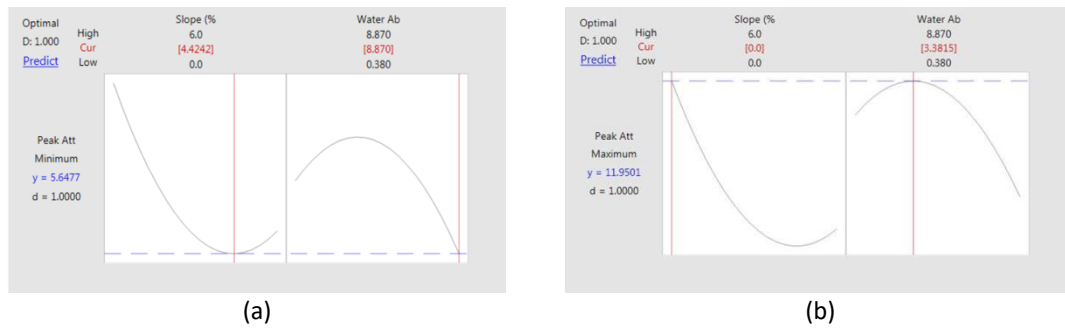 Optimal
D: 1.000
Predict
High
Cur
Low
Slope (%
6.0
[4.4242]
0.0
Water Ab
8.870
[8.870]
0.380
Peak Att
Minimum
y = 5.6477
d = 1.0000
(a)
Optimal
D: 1.000
Predict
High
Cur
Low
Slope (%
6.0
[0.0]
0.0
Water Ab
8.870
[3.3815]
0.380
Peak Att
Maximum
y = 11.9501
d = 1.0000
(b)